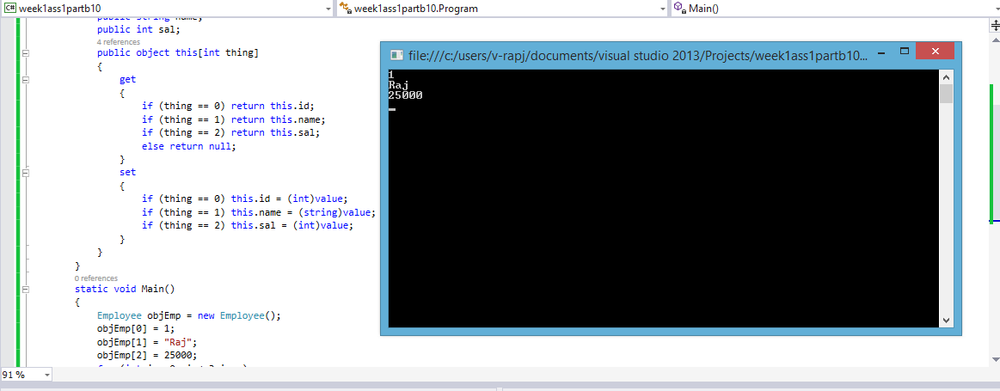 week1ass1partb10
week1ass1partb10.Program
Main()
public string name;
public int sal;
4 references
public object this[int thing]
{
get
{
if (thing == 0) return this.id;
if (thing == 1) return this.name;
if (thing == 2) return this.sal;
else return null;
}
set
{
if (thing == 0) this.id = (int)value;
if (thing == 1) this.name = (string)value;
if (thing == 2) this.sal = (int)value;
}
}
}
0 references
static void Main()
{
Employee objEmp = new Employee();
objEmp[0] = 1;
objEmp[1] = "Raj";
objEmp[2] = 25000;
91 %
file:///c:/users/v-rapj/documents/visual studio 2013/Projects/week1ass1partb10...
1
Raj
25000